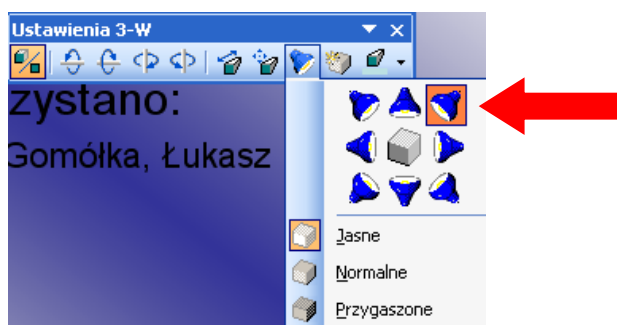 Ustawienia 3-W
zystano:
Gomółka, Łukasz
Jasne
Normalne
Przygaszone